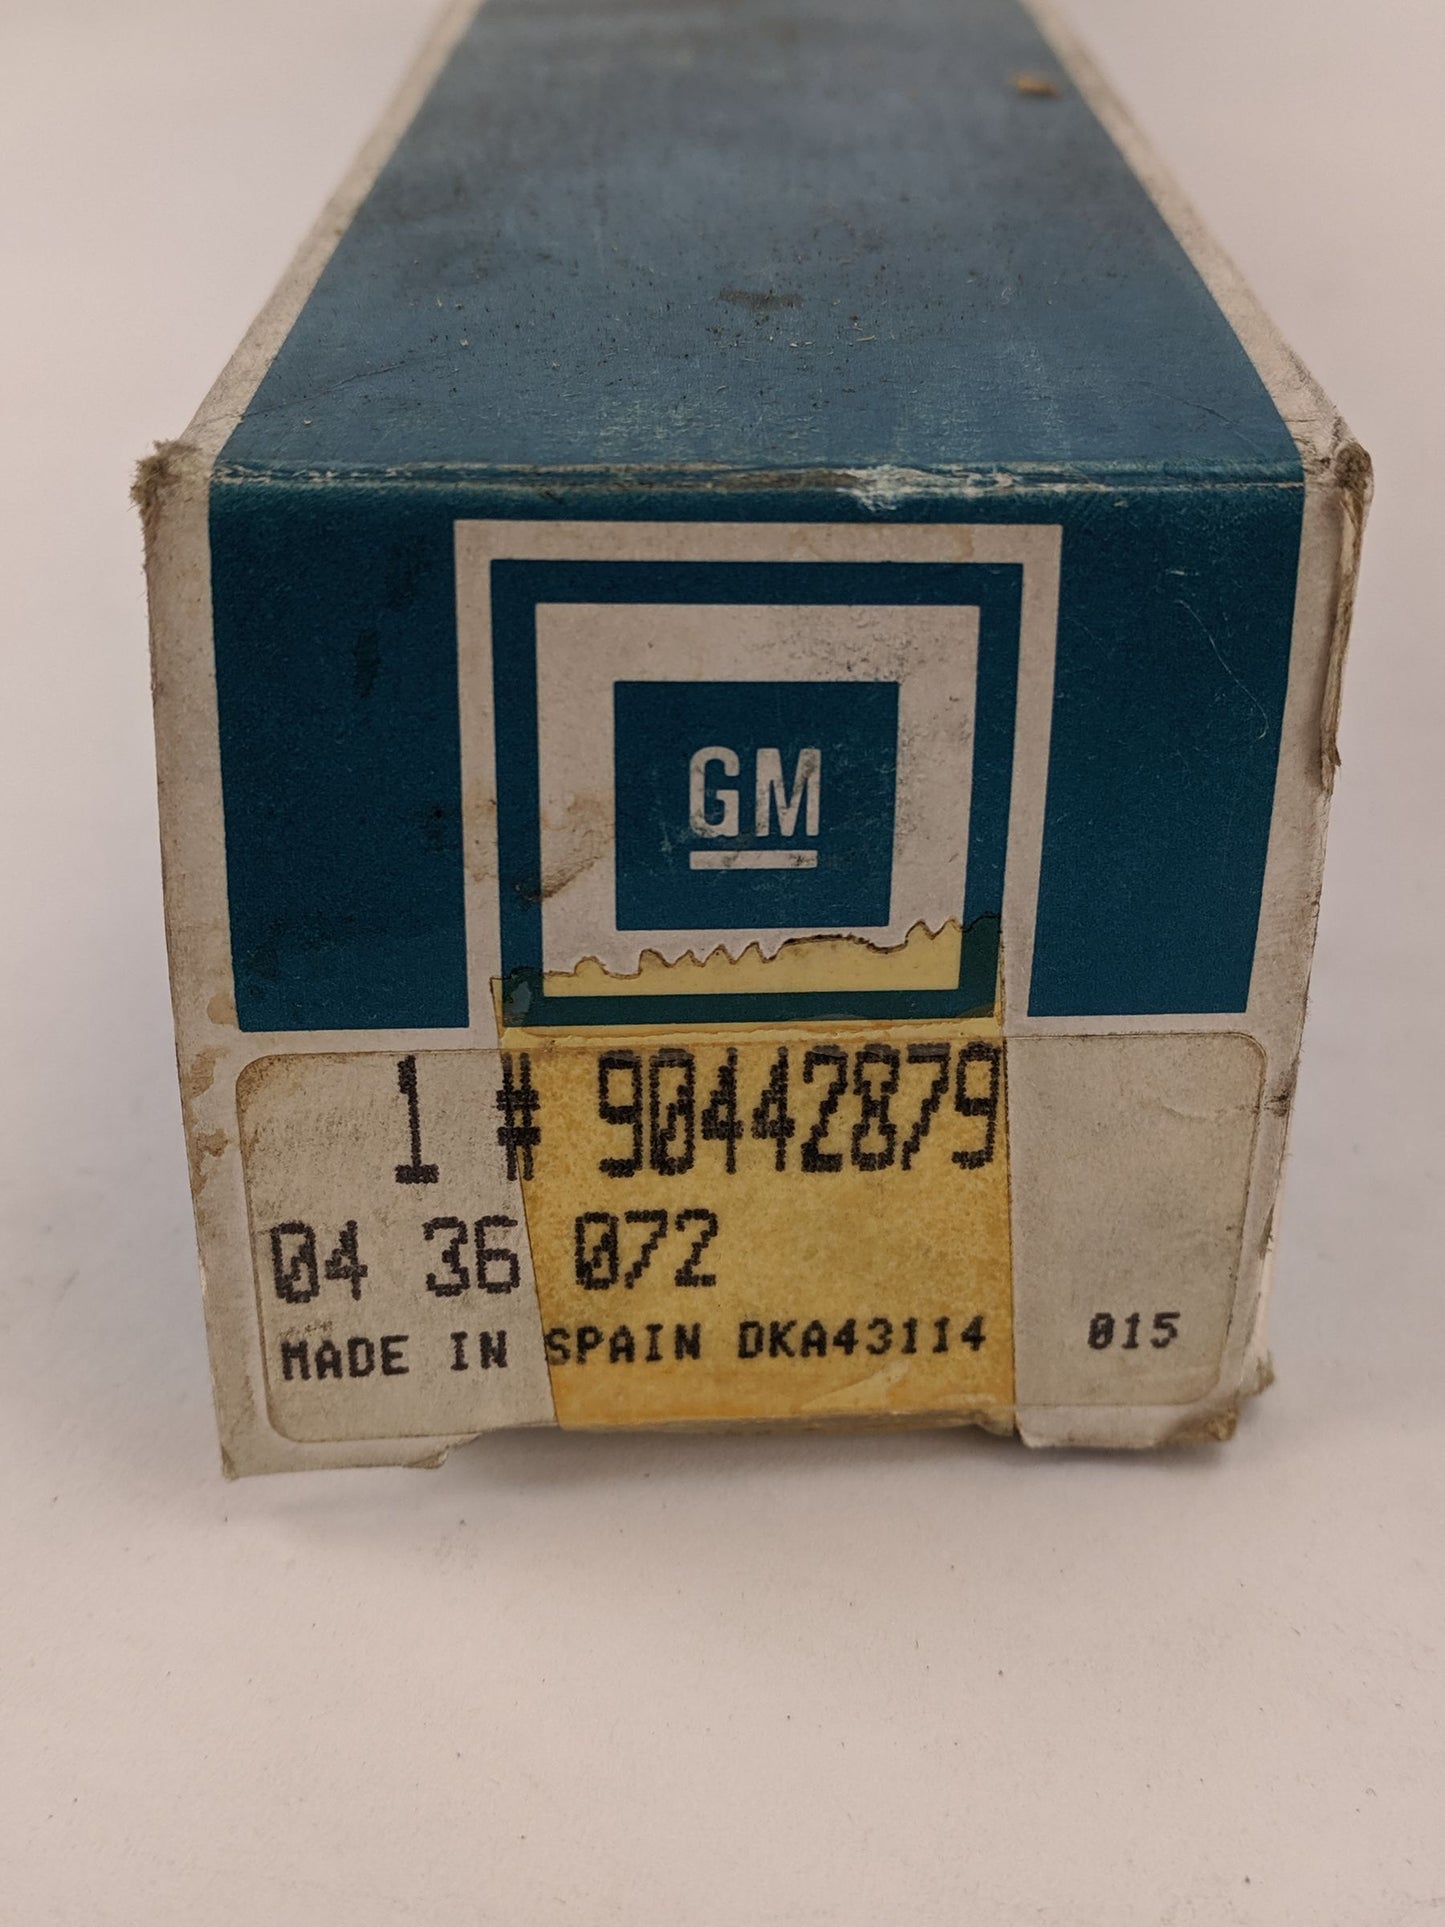 GM
1 # 90442879
04 36 072
MADE IN SPAIN DKA43114 015